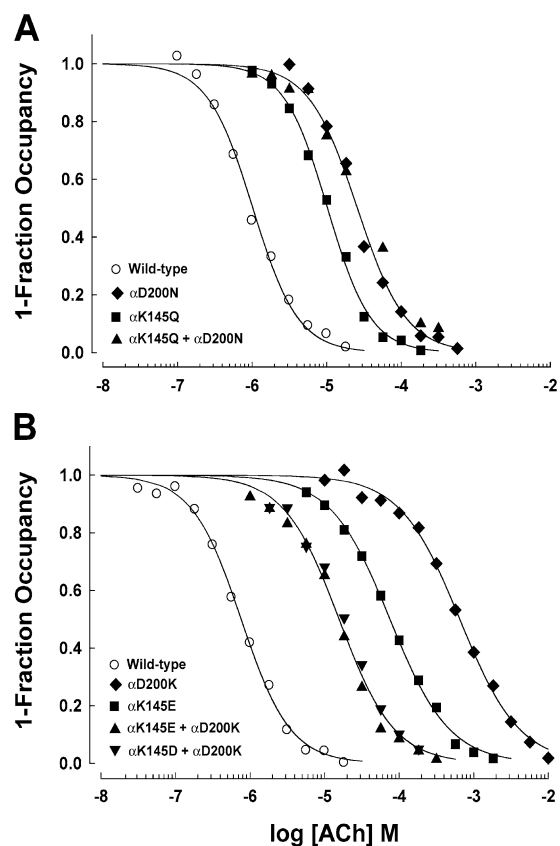 A
1-Fraction Occupancy
1.0
0.8
0.6
0.4
0.2
0.0
Wild-type
αD200N
αK145Q
αK145Q + αD200N
-8 -7 -6 -5 -4 -3 -2
B
1-Fraction Occupancy
1.0
0.8
0.6
0.4
0.2
0.0
Wild-type
αD200K
αK145E
αK145E + αD200K
αK145D + αD200K
-8 -7 -6 -5 -4 -3 -2
log [ACh] M